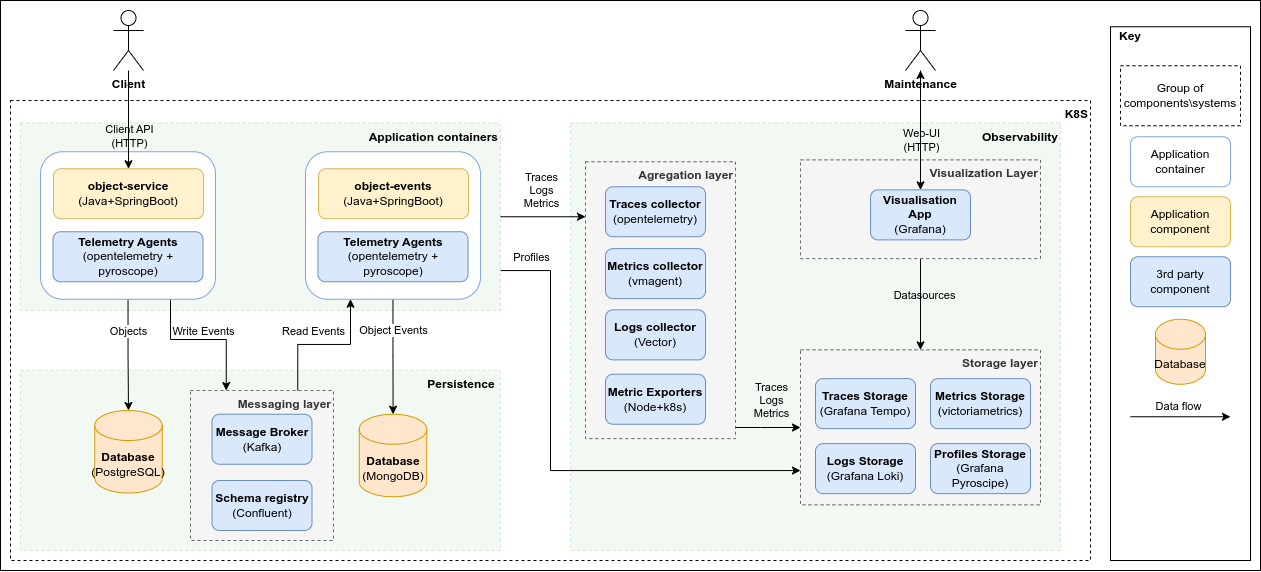 Client
Maintenance
K8S
Client API
(HTTP)
Application containers
object-service
(Java+SpringBoot)
Telemetry Agents
(opentelemetry +
pyroscope)
object-events
(Java+SpringBoot)
Telemetry Agents
(opentelemetry +
pyroscope)
Objects
Write Events
Read Events
Object Events
Persistence
Database
(PostgreSQL)
Messaging layer
Message Broker
(Kafka)
Schema registry
(Confluent)
Database
(MongoDB)
Traces
Logs
Metrics
Profiles
Web-UI
(HTTP)
Observability
Agregation layer
Traces collector
(opentelemetry)
Metrics collector
(vmagent)
Logs collector
(Vector)
Metric Exporters
(Node+k8s)
Traces
Logs
Metrics
Visualization Layer
Visualisation
App
(Grafana)
Datasources
Storage layer
Traces Storage
(Grafana Tempo)
Metrics Storage
(victoriametrics)
Logs Storage
(Grafana Loki)
Profiles Storage
(Grafana
Pyroscipe)
Key
Group of
components\systems
Application
container
Application
component
3rd party
component
Database
Data flow